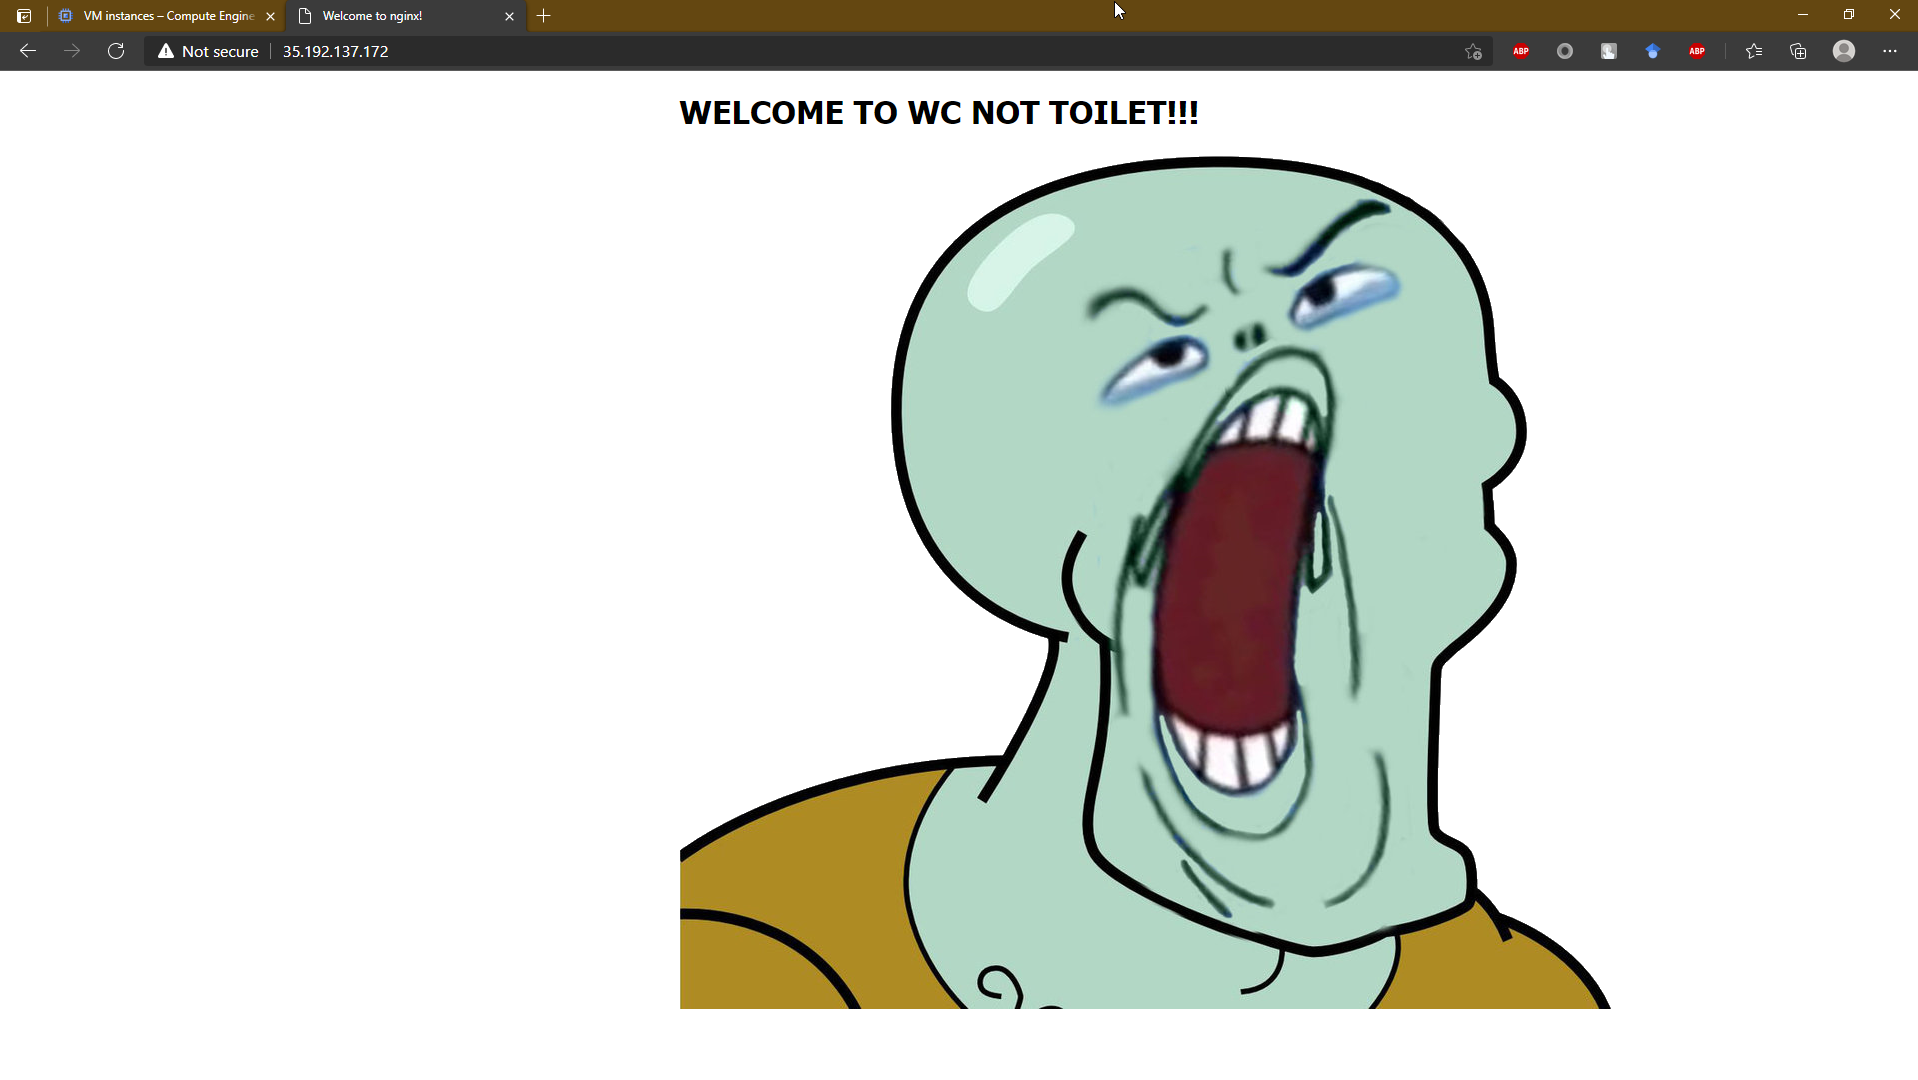 VM instances – Compute Engine
Welcome to nginx!
Not secure
35.192.137.172
ABP
ABP
WELCOME TO WC NOT TOILET!!!